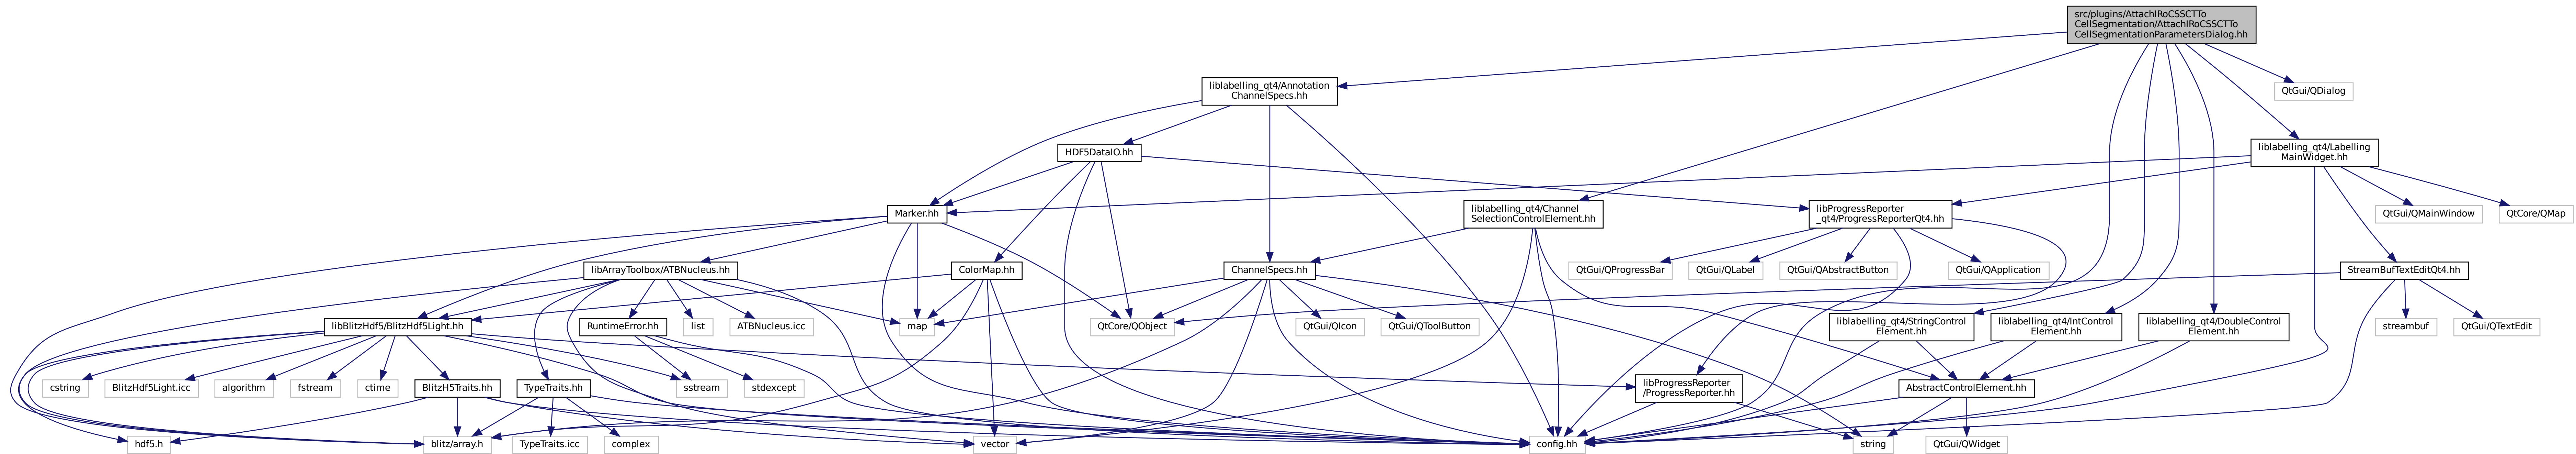 src/plugins/AttachIRoCSSCTTo
CellSegmentation/AttachIRoCSSCTTo
CellSegmentationParametersDialog.hh
liblabelling_qt4/Annotation
ChannelSpecs.hh
QtGui/QDialog
HDF5DataIO.hh
liblabelling_qt4/Labelling
MainWidget.hh
Marker.hh
liblabelling_qt4/Channel
SelectionControlElement.hh
libProgressReporter
_qt4/ProgressReporterQt4.hh
QtGui/QMainWindow
QtCore/QMap
libArrayToolbox/ATBNucleus.hh
ColorMap.hh
ChannelSpecs.hh
QtGui/QProgressBar
QtGui/QLabel
QtGui/QAbstractButton
QtGui/QApplication
StreamBufTextEditQt4.hh
libBlitzHdf5/BlitzHdf5Light.hh
RuntimeError.hh
list
ATBNucleus.icc
map
QtCore/QObject
QtGui/QIcon
QtGui/QToolButton
liblabelling_qt4/StringControl
Element.hh
liblabelling_qt4/IntControl
Element.hh
liblabelling_qt4/DoubleControl
Element.hh
streambuf
QtGui/QTextEdit
cstring
BlitzHdf5Light.icc
algorithm
fstream
ctime
BlitzH5Traits.hh
TypeTraits.hh
sstream
stdexcept
libProgressReporter
/ProgressReporter.hh
AbstractControlElement.hh
hdf5.h
blitz/array.h
TypeTraits.icc
complex
vector
config.hh
string
QtGui/QWidget